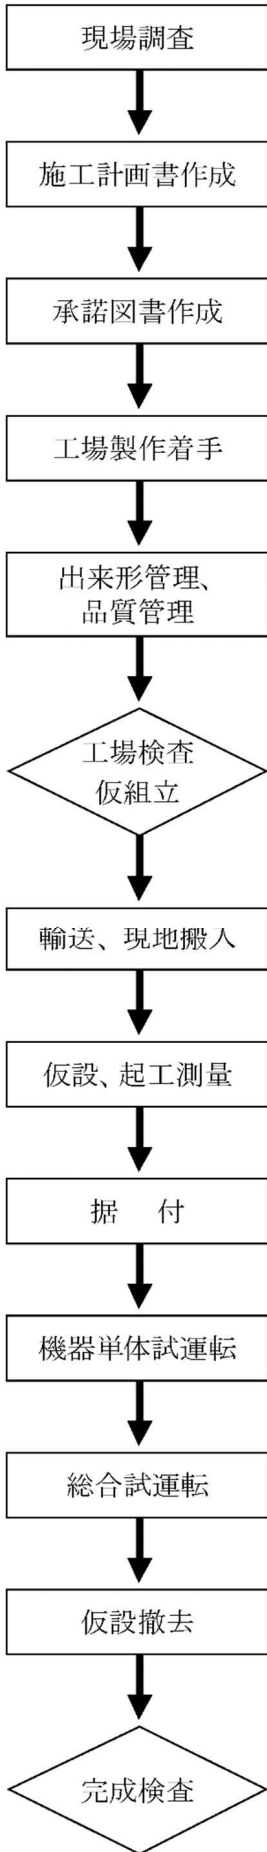 現場調査
施工計画書作成
承諾図書作成
工場製作着手
出来形管理、
品質管理
工場検査
仮組立
輸送、現地搬入
仮設、起工測量
据　付
機器単体試運転
総合試運転
仮設撤去
完成検査